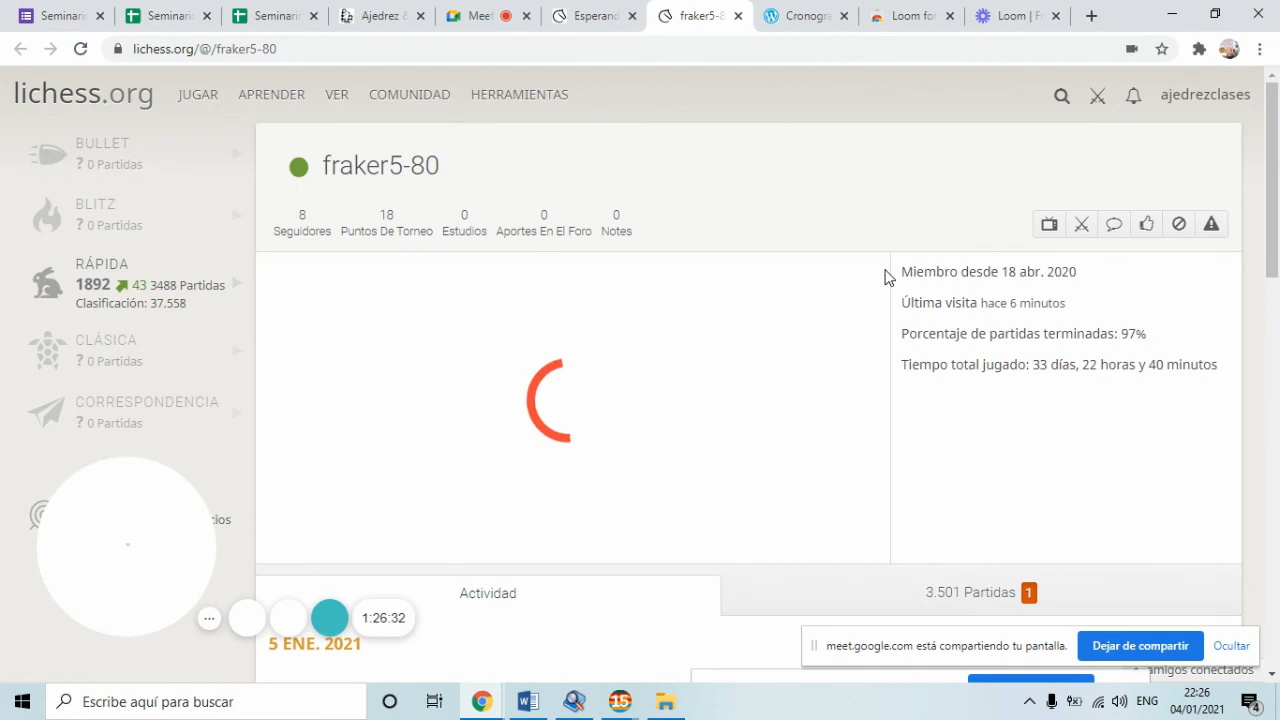 Seminario
Seminario
Seminario
Ajedrez &
Meet
Esperand
fraker5-8
Cronogra
Loom for
Loom | F
lichess.org/@/fraker5-80
lichess.org
JUGAR
APRENDER
VER
COMUNIDAD
HERRAMIENTAS
ajedrezclases
BULLET
? 0 Partidas
BLITZ
? 0 Partidas
RÁPIDA
1892 43 3488 Partidas
Clasificación: 37.558
CLÁSICA
? 0 Partidas
CORRESPONDENCIA
? 0 Partidas
cios
fraker5-80
8
Seguidores
18
Puntos De Torneo
0
Estudios
0
Aportes En El Foro
0
Notes
Miembro desde 18 abr. 2020
Última visita hace 6 minutos
Porcentaje de partidas terminadas: 97%
Tiempo total jugado: 33 días, 22 horas y 40 minutos
Actividad
3.501 Partidas 1
5 ENE. 2021
1:26:32
meet.google.com está compartiendo tu pantalla.
Dejar de compartir
Ocultar
amigos conectados
Escribe aquí para buscar
15
ENG
22:26
04/01/2021
4